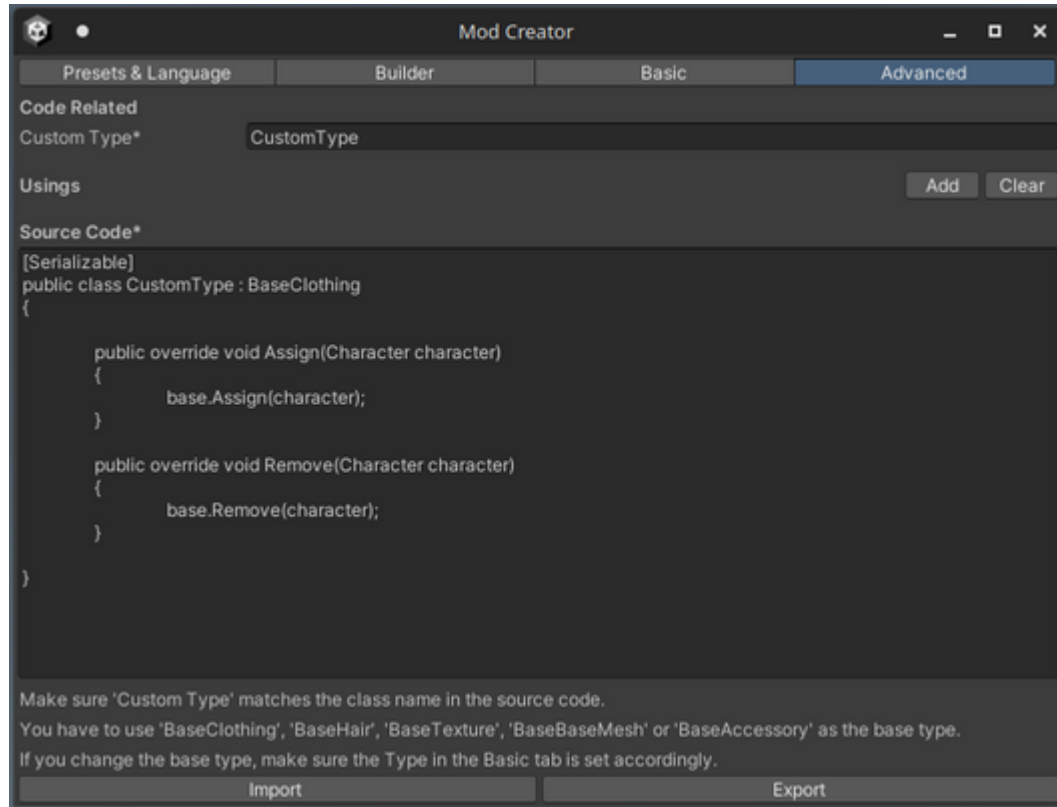 Mod Creator
Presets & Language Builder Basic Advanced
Code Related
Custom Type* CustomType
Usings Add Clear
Source Code*
[Serializable]
public class CustomType : BaseClothing
{
public override void Assign(Character character)
{
base.Assign(character);
}
public override void Remove(Character character)
{
base.Remove(character);
}
}
Make sure 'Custom Type' matches the class name in the source code.
You have to use 'BaseClothing', 'BaseHair', 'BaseTexture', 'BaseBaseMesh' or 'BaseAccessory' as the base type.
If you change the base type, make sure the Type in the Basic tab is set accordingly.
Import Export